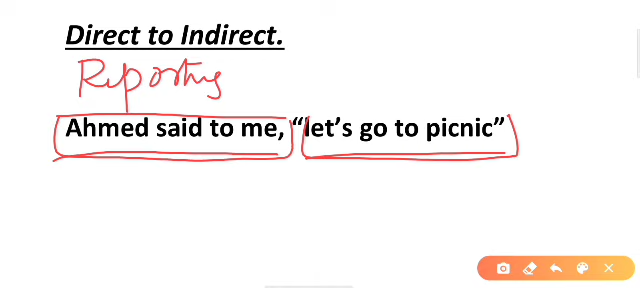 Direct to Indirect.
Reporting
Ahmed said to me, “let’s go to picnic”